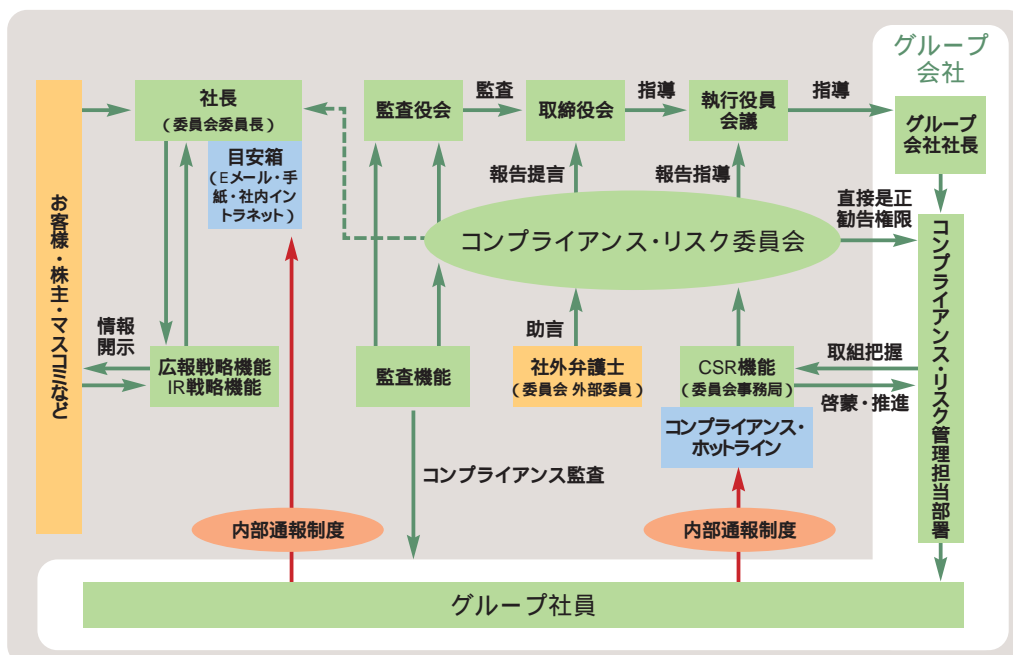 グループ
会社
社長
（委員会委員長）
目安箱
（Eメール・手
紙・社内イン
トラネット）
監査役会
監査
取締役会
指導
執行役員
会議
指導
グループ
会社社長
報告提言
報告指導
直接是正
勧告権限
コンプライアンス・リスク委員会
お客様・株主・マスコミなど
情報
開示
広報戦略機能
IR戦略機能
監査機能
助言
社外弁護士
（委員会 外部委員）
CSR機能
（委員会事務局）
コンプライアンス・
ホットライン
取組把握
啓蒙・推進
コンプライアンス・リスク管理担当部署
コンプライアンス監査
内部通報制度
内部通報制度
グループ社員